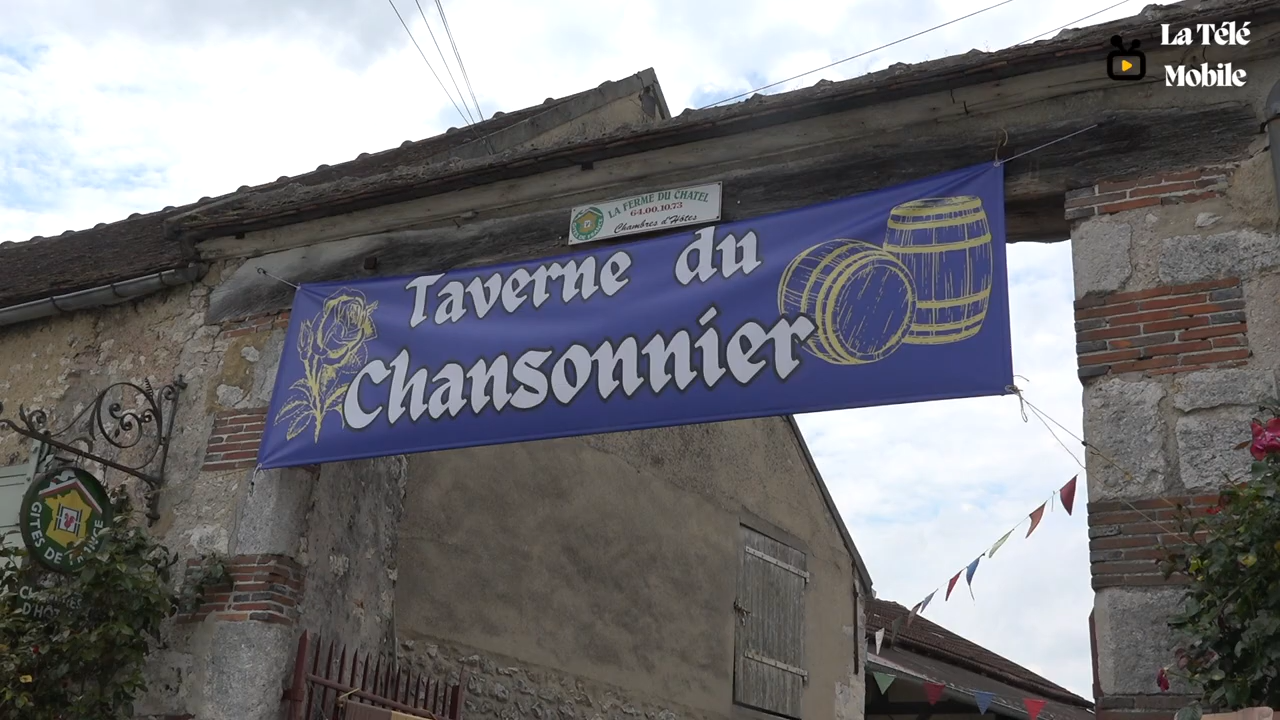 La Télé
Mobile
LA FERME DU CHATEL
64.00.10.73
Chambres d'Hôtes
Taverne du
Chansonnier
GITES DE FRANCE